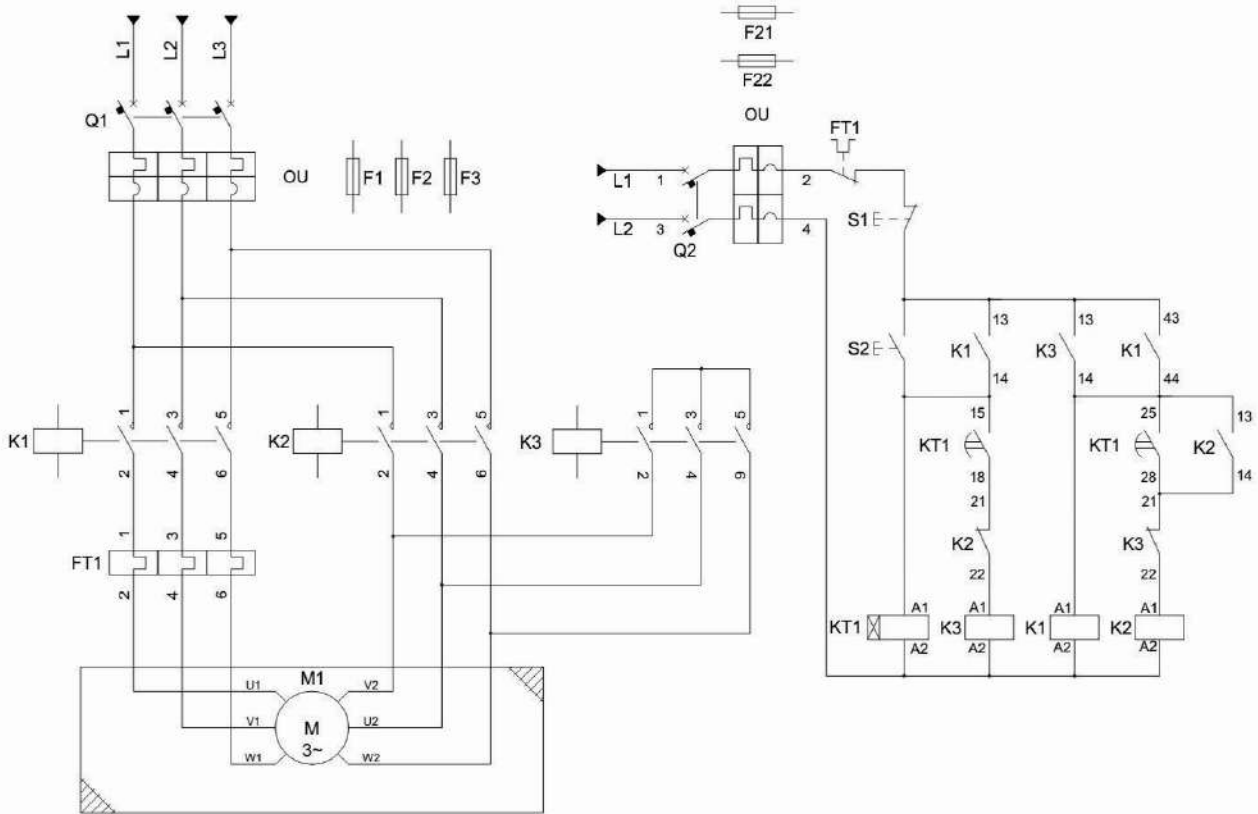 L1 L2 L3
Q1
OU
F1 F2 F3
K1
1 3 5
2 4 6
K2
1 3 5
2 4 6
K3
1 3 5
2 4 6
FT1
1 3 5
2 4 6
M1
U1 V2
V1 M U2
3~
W1 W2
F21
F22
OU
FT1
L1 1 2
L2 3 4
Q2
S1
13 13 43
S2 K1 K3 K1
14 14 44
15 25 13
KT1 KT1 K2
18 28 14
21 21
K2 K3
22 22
A1 A1 A1 A1
KT1 K3 K1 K2
A2 A2 A2 A2